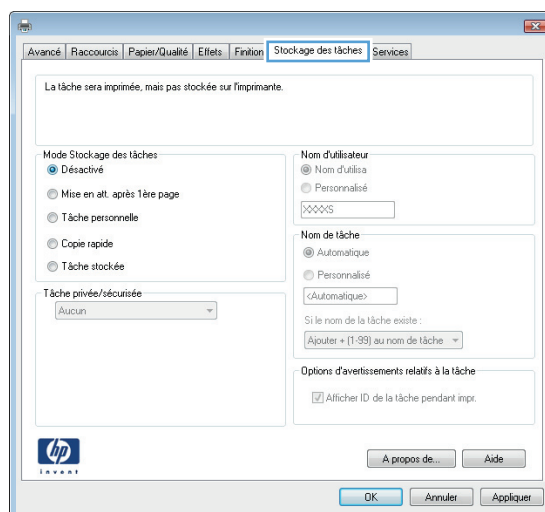 Avancé Raccourcis Papier/Qualité Effets Finition Stockage des tâches Services
La tâche sera imprimée, mais pas stockée sur l'imprimante.
Mode Stockage des tâches
Désactivé
Mise en att. après 1ère page
Tâche personnelle
Copie rapide
Tâche stockée
Tâche privée/sécurisée
Aucun
Nom d'utilisateur
Nom d'utilisa
Personnalisé
XXXXS
Nom de tâche
Automatique
Personnalisé
<Automatique>
Si le nom de la tâche existe :
Ajouter + (1-99) au nom de tâche
Options d'avertissements relatifs à la tâche
Afficher ID de la tâche pendant impr.
hp
invent
A propos de... Aide
OK Annuler Appliquer